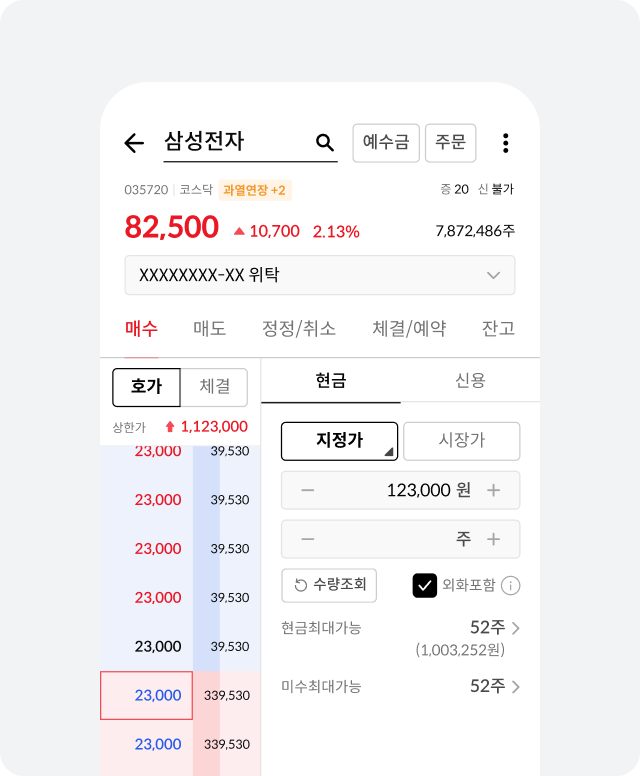 삼성전자 예수금 주문
035720 코스닥 과열연장 +2 증 20 신 불가
82,500 10,700 2.13% 7,872,486주
XXXXXXXX-XX 위탁
매수 매도 정정/취소 체결/예약 잔고
호가 체결
상한가 1,123,000
23,000 39,530
23,000 39,530
23,000 39,530
23,000 39,530
23,000 39,530
23,000 339,530
23,000 339,530
현금 신용
지정가 시장가
123,000 원
주
수량조회 외화포함
현금최대가능 52주
(1,003,252원)
미수최대가능 52주